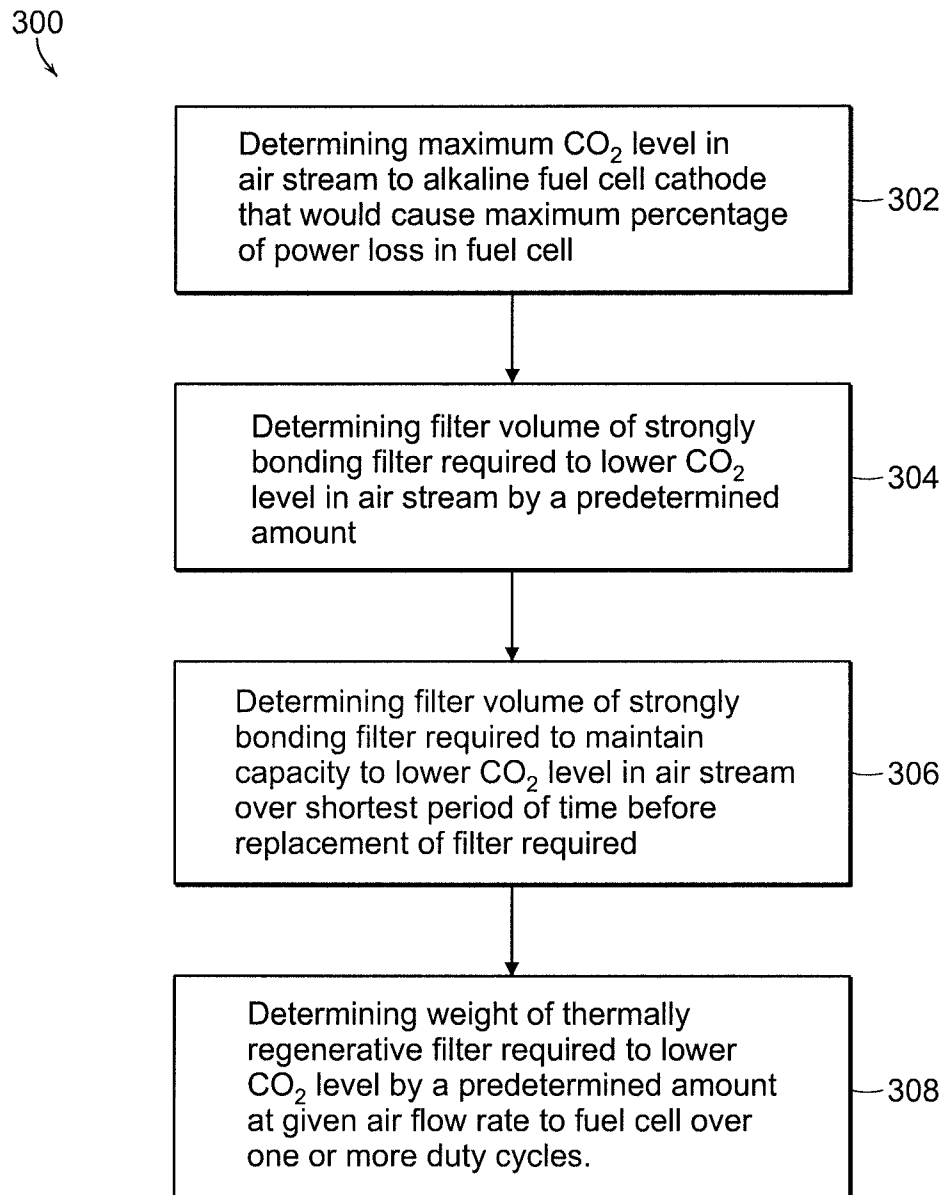 300
Determining maximum CO₂ level in
air stream to alkaline fuel cell cathode
that would cause maximum percentage
of power loss in fuel cell
302
Determining filter volume of strongly
bonding filter required to lower CO₂
level in air stream by a predetermined
amount
304
Determining filter volume of strongly
bonding filter required to maintain
capacity to lower CO₂ level in air stream
over shortest period of time before
replacement of filter required
306
Determining weight of thermally
regenerative filter required to lower
CO₂ level by a predetermined amount
at given air flow rate to fuel cell over
one or more duty cycles.
308